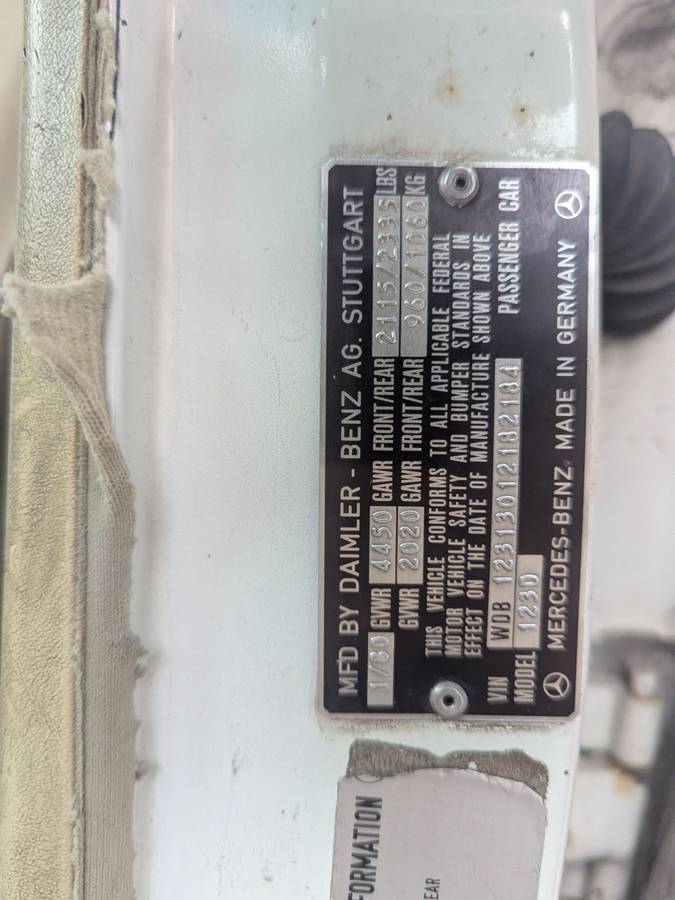 MFD BY DAIMLER - BENZ AG. STUTTGART
1/80 GVWR 4450 GAWR FRONT/REAR 2115/2335 LBS
GVWR 2020 GAWR FRONT/REAR 960/1060 KG
THIS VEHICLE CONFORMS TO ALL APPLICABLE FEDERAL
MOTOR VEHICLE SAFETY AND BUMPER STANDARDS IN
EFFECT ON THE DATE OF MANUFACTURE SHOWN ABOVE
VIN WDB 12313012182184
MODEL 123D PASSENGER CAR
MERCEDES-BENZ, MADE IN GERMANY
FORMATION
EAR